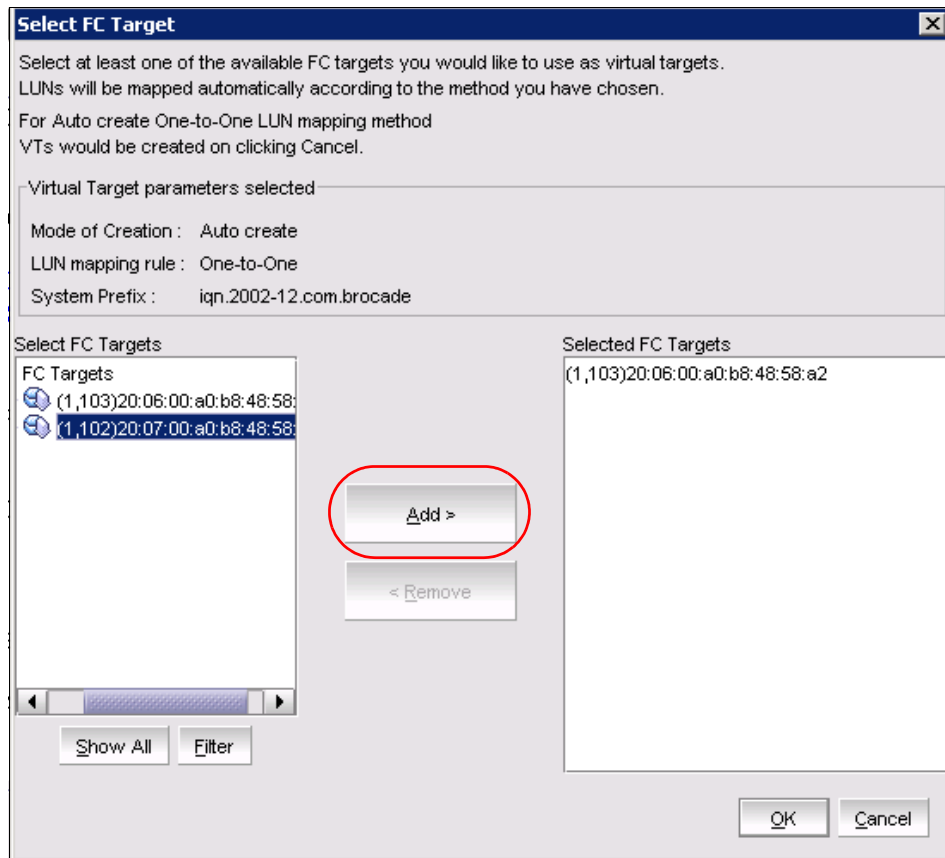 Select FC Target
Select at least one of the available FC targets you would like to use as virtual targets.
LUNs will be mapped automatically according to the method you have chosen.
For Auto create One-to-One LUN mapping method
VTs would be created on clicking Cancel.
Virtual Target parameters selected
Mode of Creation : Auto create
LUN mapping rule : One-to-One
System Prefix : iqn.2002-12.com.brocade
Select FC Targets
FC Targets
(1,103)20:06:00:a0:b8:48:58:
(1,102)20:07:00:a0:b8:48:58:
Show All
Filter
Add >
< Remove
Selected FC Targets
(1,103)20:06:00:a0:b8:48:58:a2
OK
Cancel